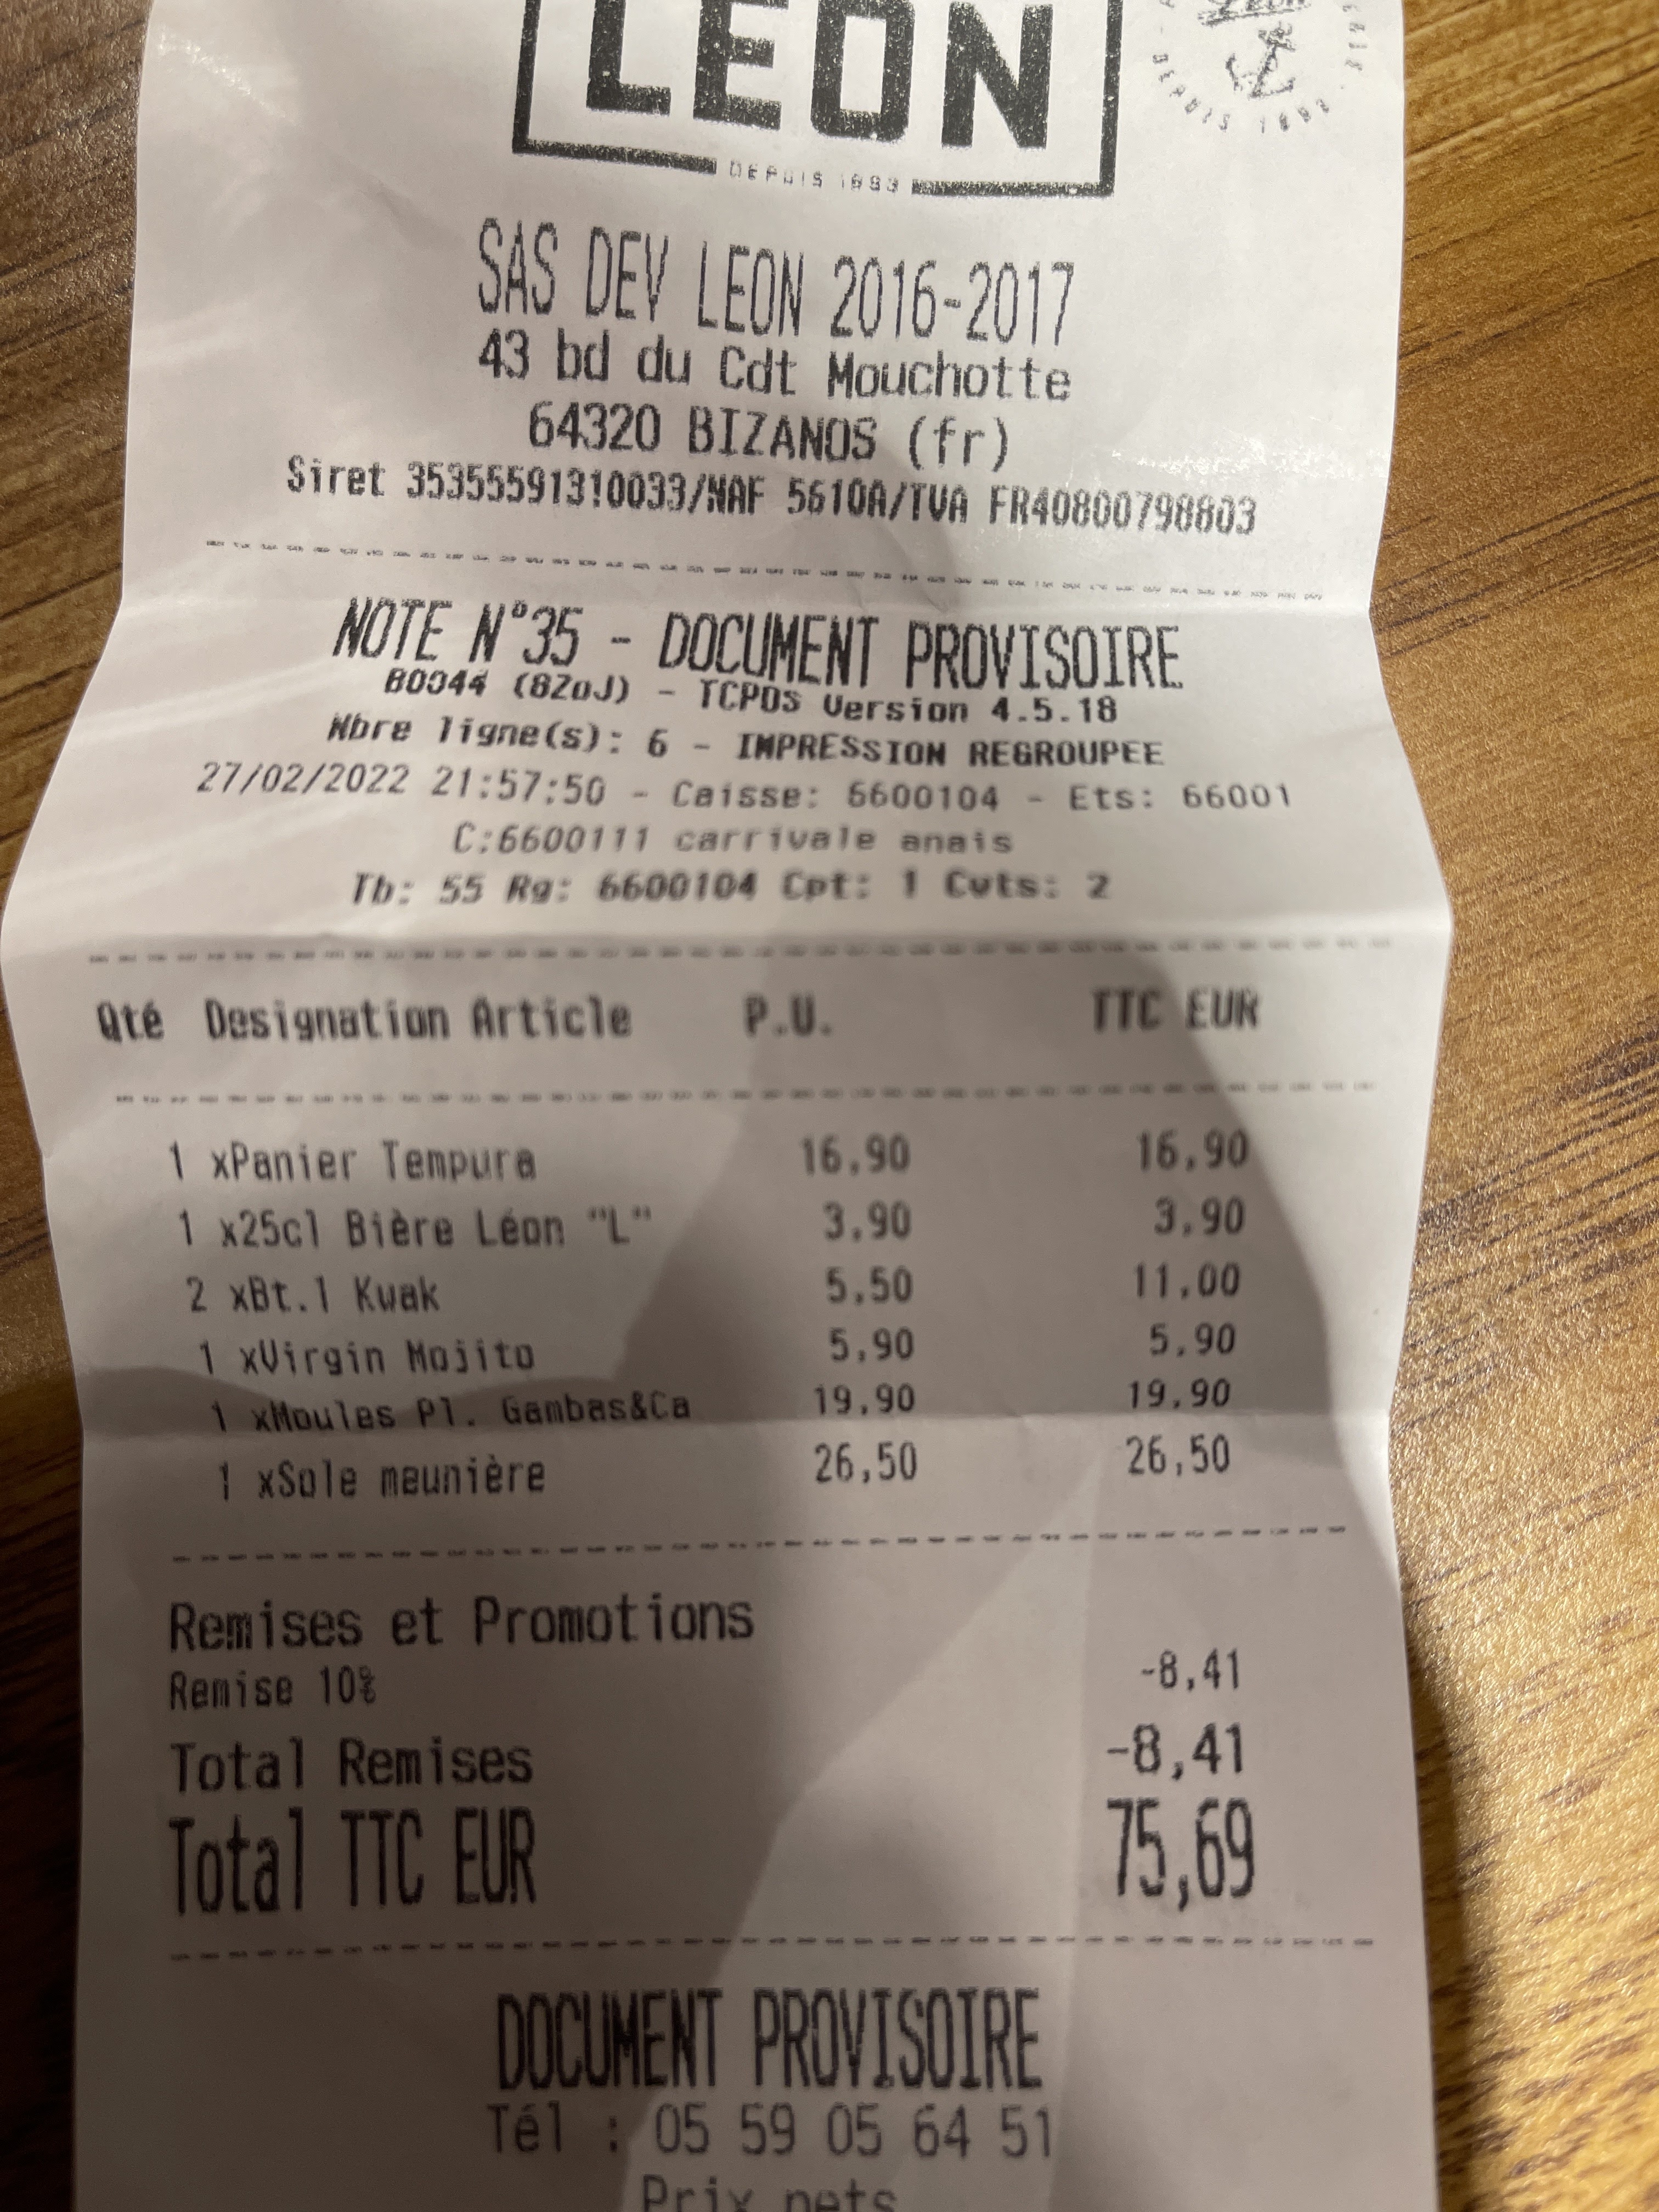 LEON
DEPUIS 1893
DEPUIS 1893
SAS DEV LEON 2016-2017
43 bd du Cdt Mouchotte
64320 BIZANOS (fr)
Siret 35355591310033/NAF 5610A/TVA FR40800798803
NOTE N°35 - DOCUMENT PROVISOIRE
B0044 (8ZoJ) - TCPOS Version 4.5.18
Nbre ligne(s): 6 - IMPRESSION REGROUPEE
27/02/2022 21:57:50 - Caisse: 6600104 - Ets: 66001
C:6600111 carrivale anais
Tb: 55 Rg: 6600104 Cpt: 1 Cvts: 2
Qté Designation Article P.U. TTC EUR
1 xPanier Tempura 16,90 16,90
1 x25cl Bière Léon "L" 3,90 3,90
2 xBt.1 Kwak 5,50 11,00
1 xVirgin Mojito 5,90 5,90
1 xMoules Pl. Gambas&Ca 19,90 19,90
1 xSole meunière 26,50 26,50
Remises et Promotions
Remise 10% -8,41
Total Remises -8,41
Total TTC EUR 75,69
DOCUMENT PROVISOIRE
Tél : 05 59 05 64 51
Prix nets